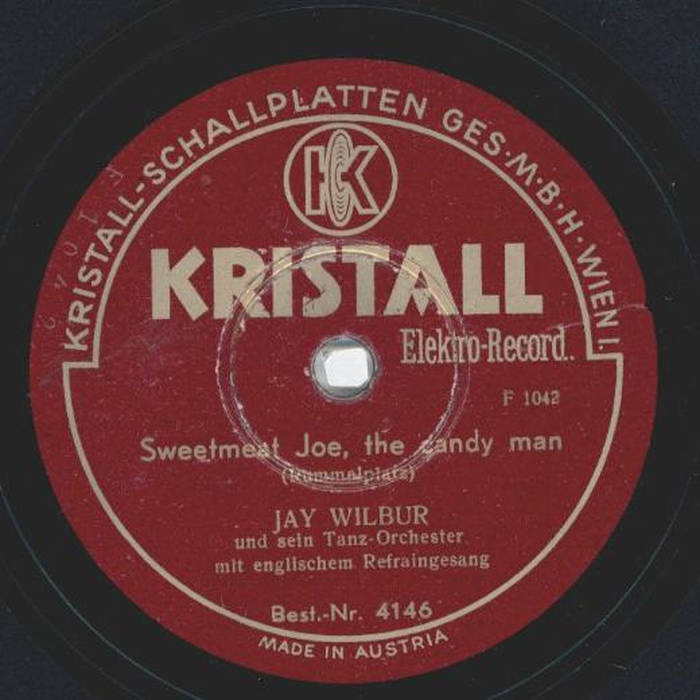 KRISTALL-SCHALLPLATTEN GES·M·B·H·WIEN I.
KRISTALL
Elektro-Record.
F 1042
Sweetmeat Joe, the candy man
(Rummelplatz)
JAY WILBUR
und sein Tanz-Orchester
mit englischem Refraingesang
Best.-Nr. 4146
MADE IN AUSTRIA